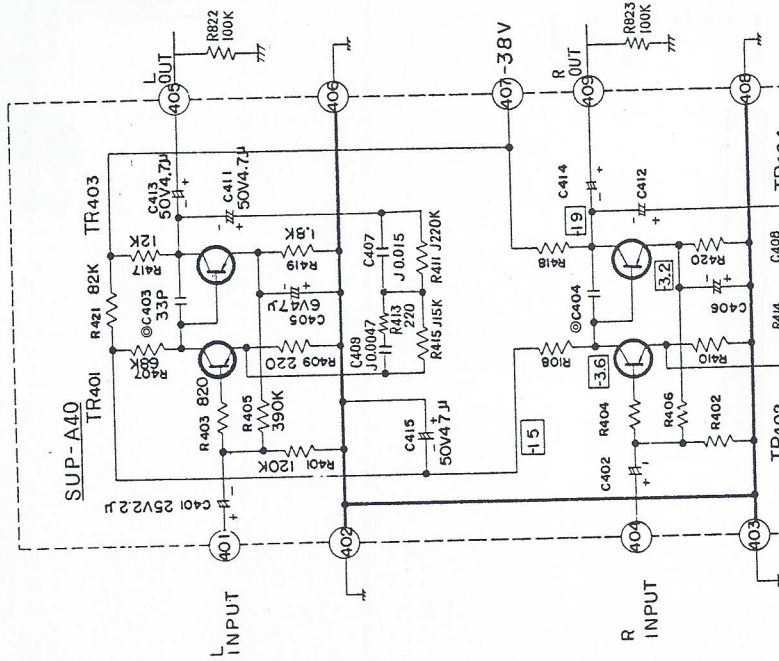 SUP-A40
L INPUT
401
402
C401 25V2.2μ
TR401
R421 82K
TR403
R407 68K
◎C403 33P
R417 12K
C413 50V4.7μ
C411 50V4.7μ
R403 820
R405 390K
R401 120K
R409 220
C405 6V47μ
R419 1.8K
C409 J0.0047
R413 220
R415 J15K
C407 J0.015
R411 J220K
C415 50V47μ
405
L OUT
R822 100K
406
407
-38V
-15
R INPUT
404
403
C402
R404
R406
R402
R108
-3.6
◎C404
R418
-19
C414
C412
-3.2
R410
C406
R420
409
R OUT
R823 100K
408
TR402
R414
C408
TR404